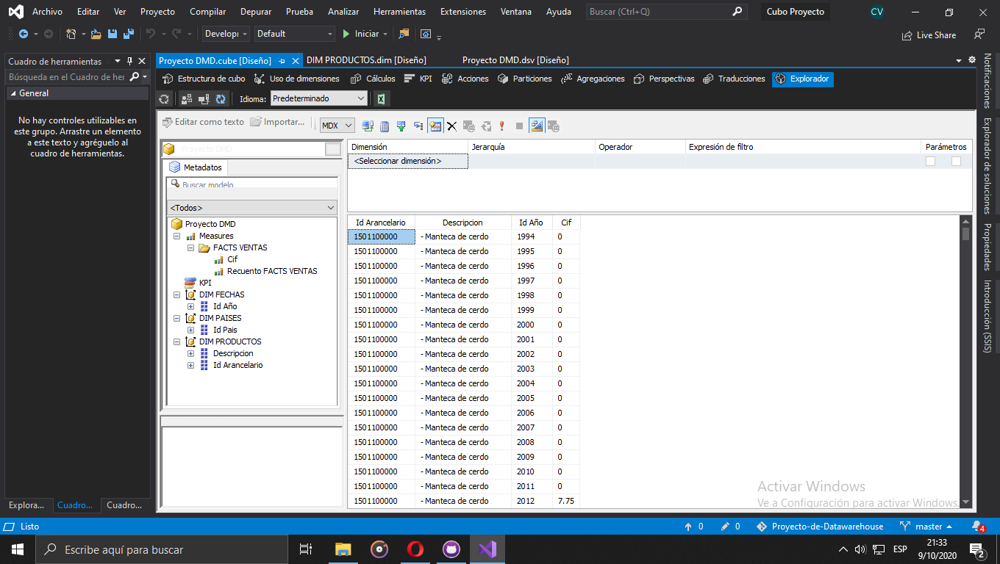 Archivo Editar Ver Proyecto Compilar Depurar Prueba Analizar Herramientas Extensiones Ventana Ayuda Buscar (Ctrl+Q) Cubo Proyecto CV
Default Iniciar Live Share
Cuadro de herramientas
Proyecto DMD.cube [Diseño] DIM PRODUCTOS.dim [Diseño] Proyecto DMD.dsv [Diseño]
Búsqueda en el Cuadro de her
General
No hay controles utilizables en
este grupo. Arrastre un elemento
a este texto y agréguelo al
cuadro de herramientas.
Explora... Cuadro... Cuadro...
Estructura de cubo Uso de dimensiones Cálculos KPI Acciones Particiones Agregaciones Perspectivas Traducciones Explorador
Idioma: Predeterminado
Editar como texto Importar... MDX
Proyecto DMD
Metadatos
Buscar modelo
<Todos>
Proyecto DMD
Measures
FACTS VENTAS
Cif
Recuento FACTS VENTAS
KPI
DIM FECHAS
Id Año
DIM PAISES
Id Pais
DIM PRODUCTOS
Descripcion
Id Arancelario
Dimensión Jerarquía Operador Expresión de filtro Parámetros
<Seleccionar dimensión>
Id Arancelario Descripcion Id Año Cif
1501100000 - Manteca de cerdo 1994 0
1501100000 - Manteca de cerdo 1995 0
1501100000 - Manteca de cerdo 1996 0
1501100000 - Manteca de cerdo 1997 0
1501100000 - Manteca de cerdo 1998 0
1501100000 - Manteca de cerdo 1999 0
1501100000 - Manteca de cerdo 2000 0
1501100000 - Manteca de cerdo 2001 0
1501100000 - Manteca de cerdo 2002 0
1501100000 - Manteca de cerdo 2003 0
1501100000 - Manteca de cerdo 2004 0
1501100000 - Manteca de cerdo 2005 0
1501100000 - Manteca de cerdo 2006 0
1501100000 - Manteca de cerdo 2007 0
1501100000 - Manteca de cerdo 2008 0
1501100000 - Manteca de cerdo 2009 0
1501100000 - Manteca de cerdo 2010 0
1501100000 - Manteca de cerdo 2011 0
1501100000 - Manteca de cerdo 2012 7.75
Activar Windows
Ve a Configuración para activar Windows.
Notificaciones
Explorador de soluciones
Propiedades
Introducción (SSIS)
Listo 0 0 Proyecto-de-Datawarehouse master 4
Escribe aquí para buscar ESP
21:33
9/10/2020
2